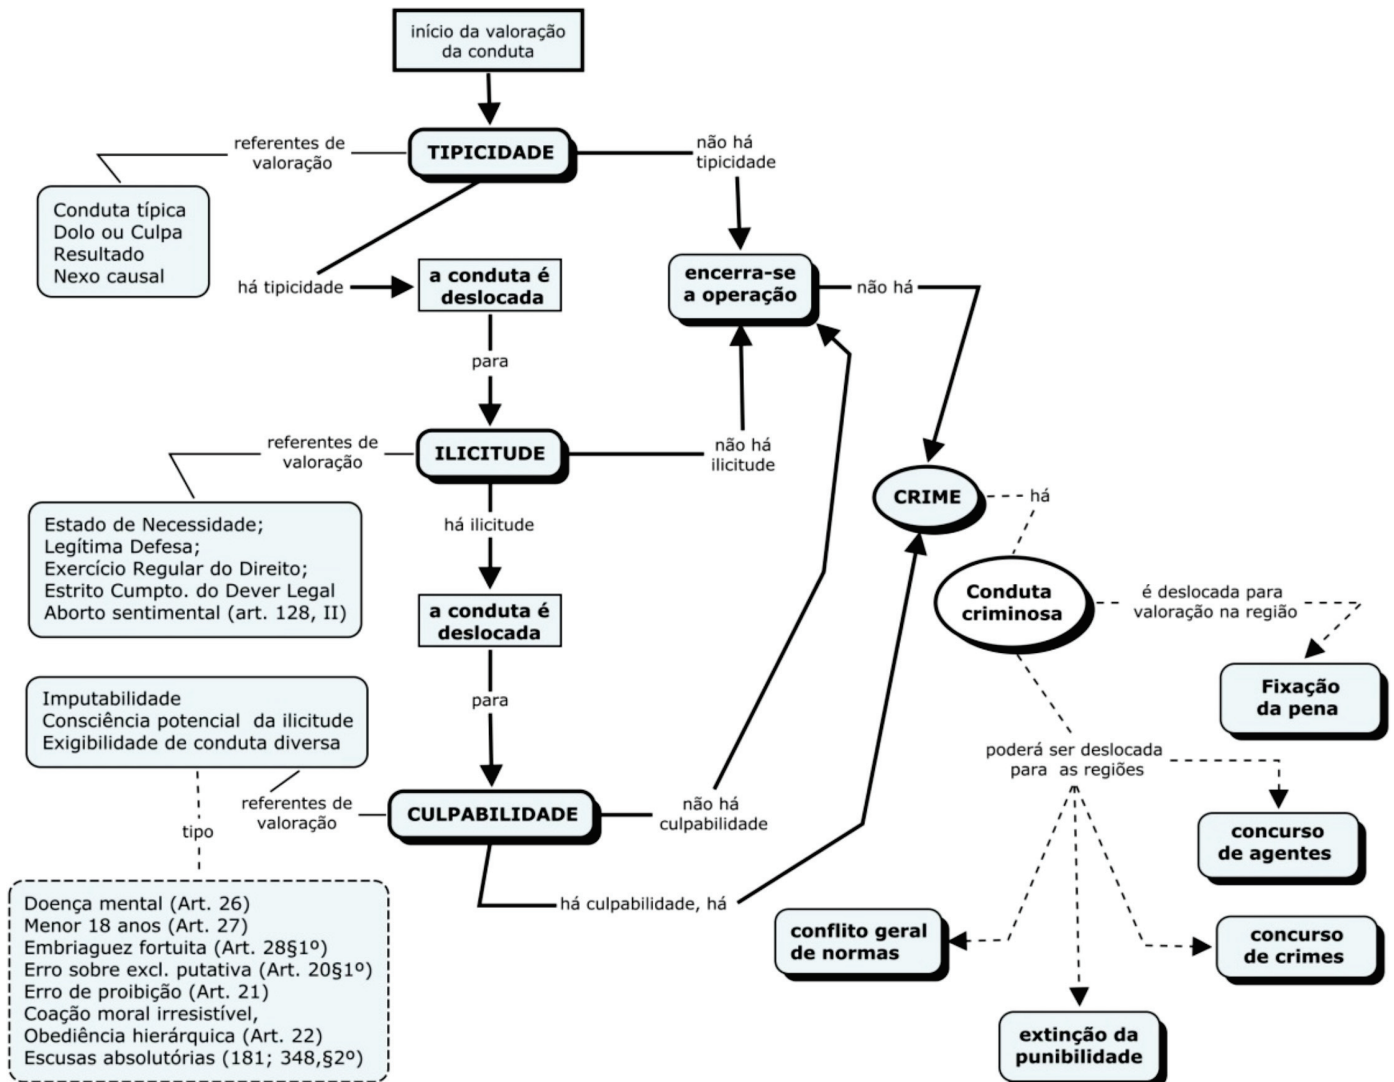 início da valoração
da conduta
referentes de
valoração
TIPICIDADE
não há
tipicidade
Conduta típica
Dolo ou Culpa
Resultado
Nexo causal
há tipicidade
a conduta é
deslocada
encerra-se
a operação
não há
para
referentes de
valoração
ILICITUDE
não há
ilicitude
CRIME
há
Estado de Necessidade;
Legítima Defesa;
Exercício Regular do Direito;
Estrito Cumpto. do Dever Legal
Aborto sentimental (art. 128, II)
há ilicitude
a conduta é
deslocada
Conduta
criminosa
é deslocada para
valoração na região
Fixação
da pena
Imputabilidade
Consciência potencial  da ilicitude
Exigibilidade de conduta diversa
para
poderá ser deslocada
para  as regiões
tipo
referentes de
valoração
CULPABILIDADE
não há
culpabilidade
concurso
de agentes
há culpabilidade, há
Doença mental (Art. 26)
Menor 18 anos (Art. 27)
Embriaguez fortuita (Art. 28§1º)
Erro sobre excl. putativa (Art. 20§1º)
Erro de proibição (Art. 21)
Coação moral irresistível,
Obediência hierárquica (Art. 22)
Escusas absolutórias (181; 348,§2º)
conflito geral
de normas
concurso
de crimes
extinção da
punibilidade